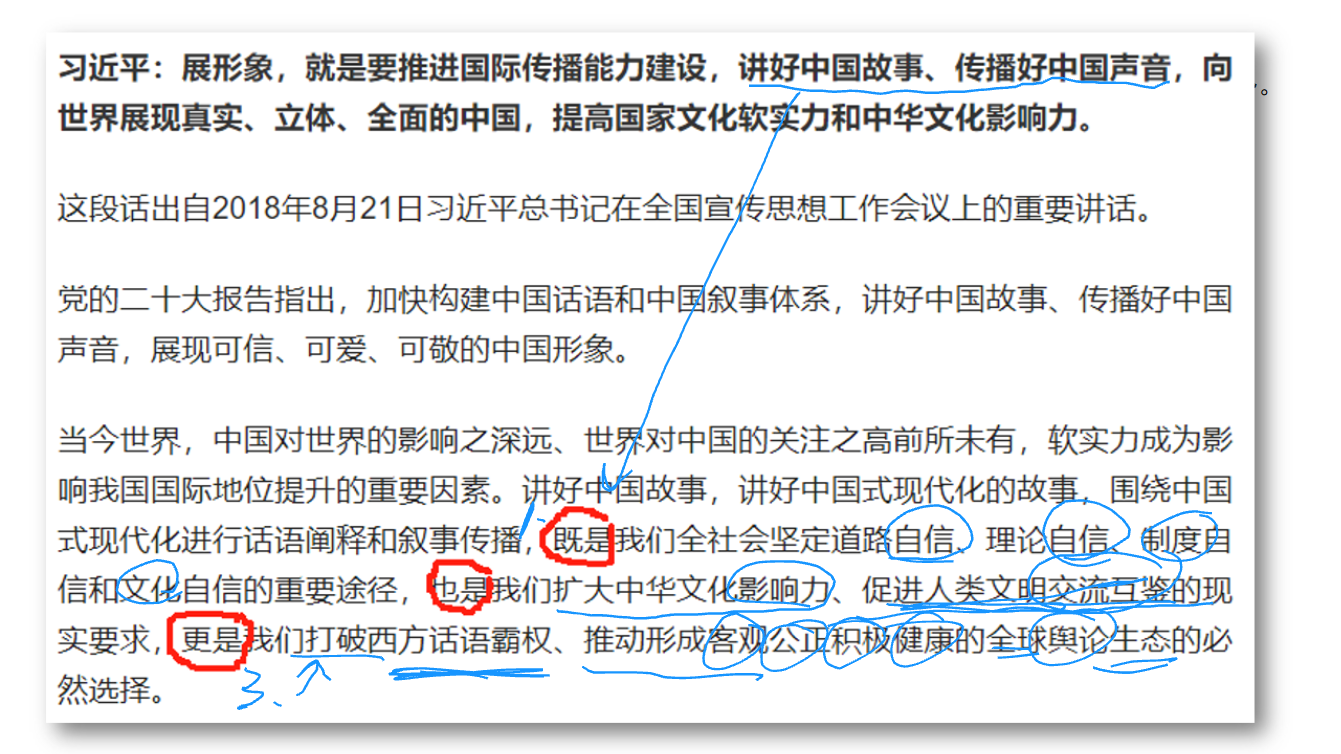 习近平：展形象，就是要推进国际传播能力建设，讲好中国故事、传播好中国声音，向
世界展现真实、立体、全面的中国，提高国家文化软实力和中华文化影响力。
这段话出自2018年8月21日习近平总书记在全国宣传思想工作会议上的重要讲话。
党的二十大报告指出，加快构建中国话语和中国叙事体系，讲好中国故事、传播好中国
声音，展现可信、可爱、可敬的中国形象。
当今世界，中国对世界的影响之深远、世界对中国的关注之高前所未有，软实力成为影
响我国国际地位提升的重要因素。讲好中国故事，讲好中国式现代化的故事，围绕中国
式现代化进行话语阐释和叙事传播，既是我们全社会坚定道路自信、理论自信、制度自
信和文化自信的重要途径，也是我们扩大中华文化影响力、促进人类文明交流互鉴的现
实要求，更是我们打破西方话语霸权、推动形成客观公正积极健康的全球舆论生态的必
然选择。
3.